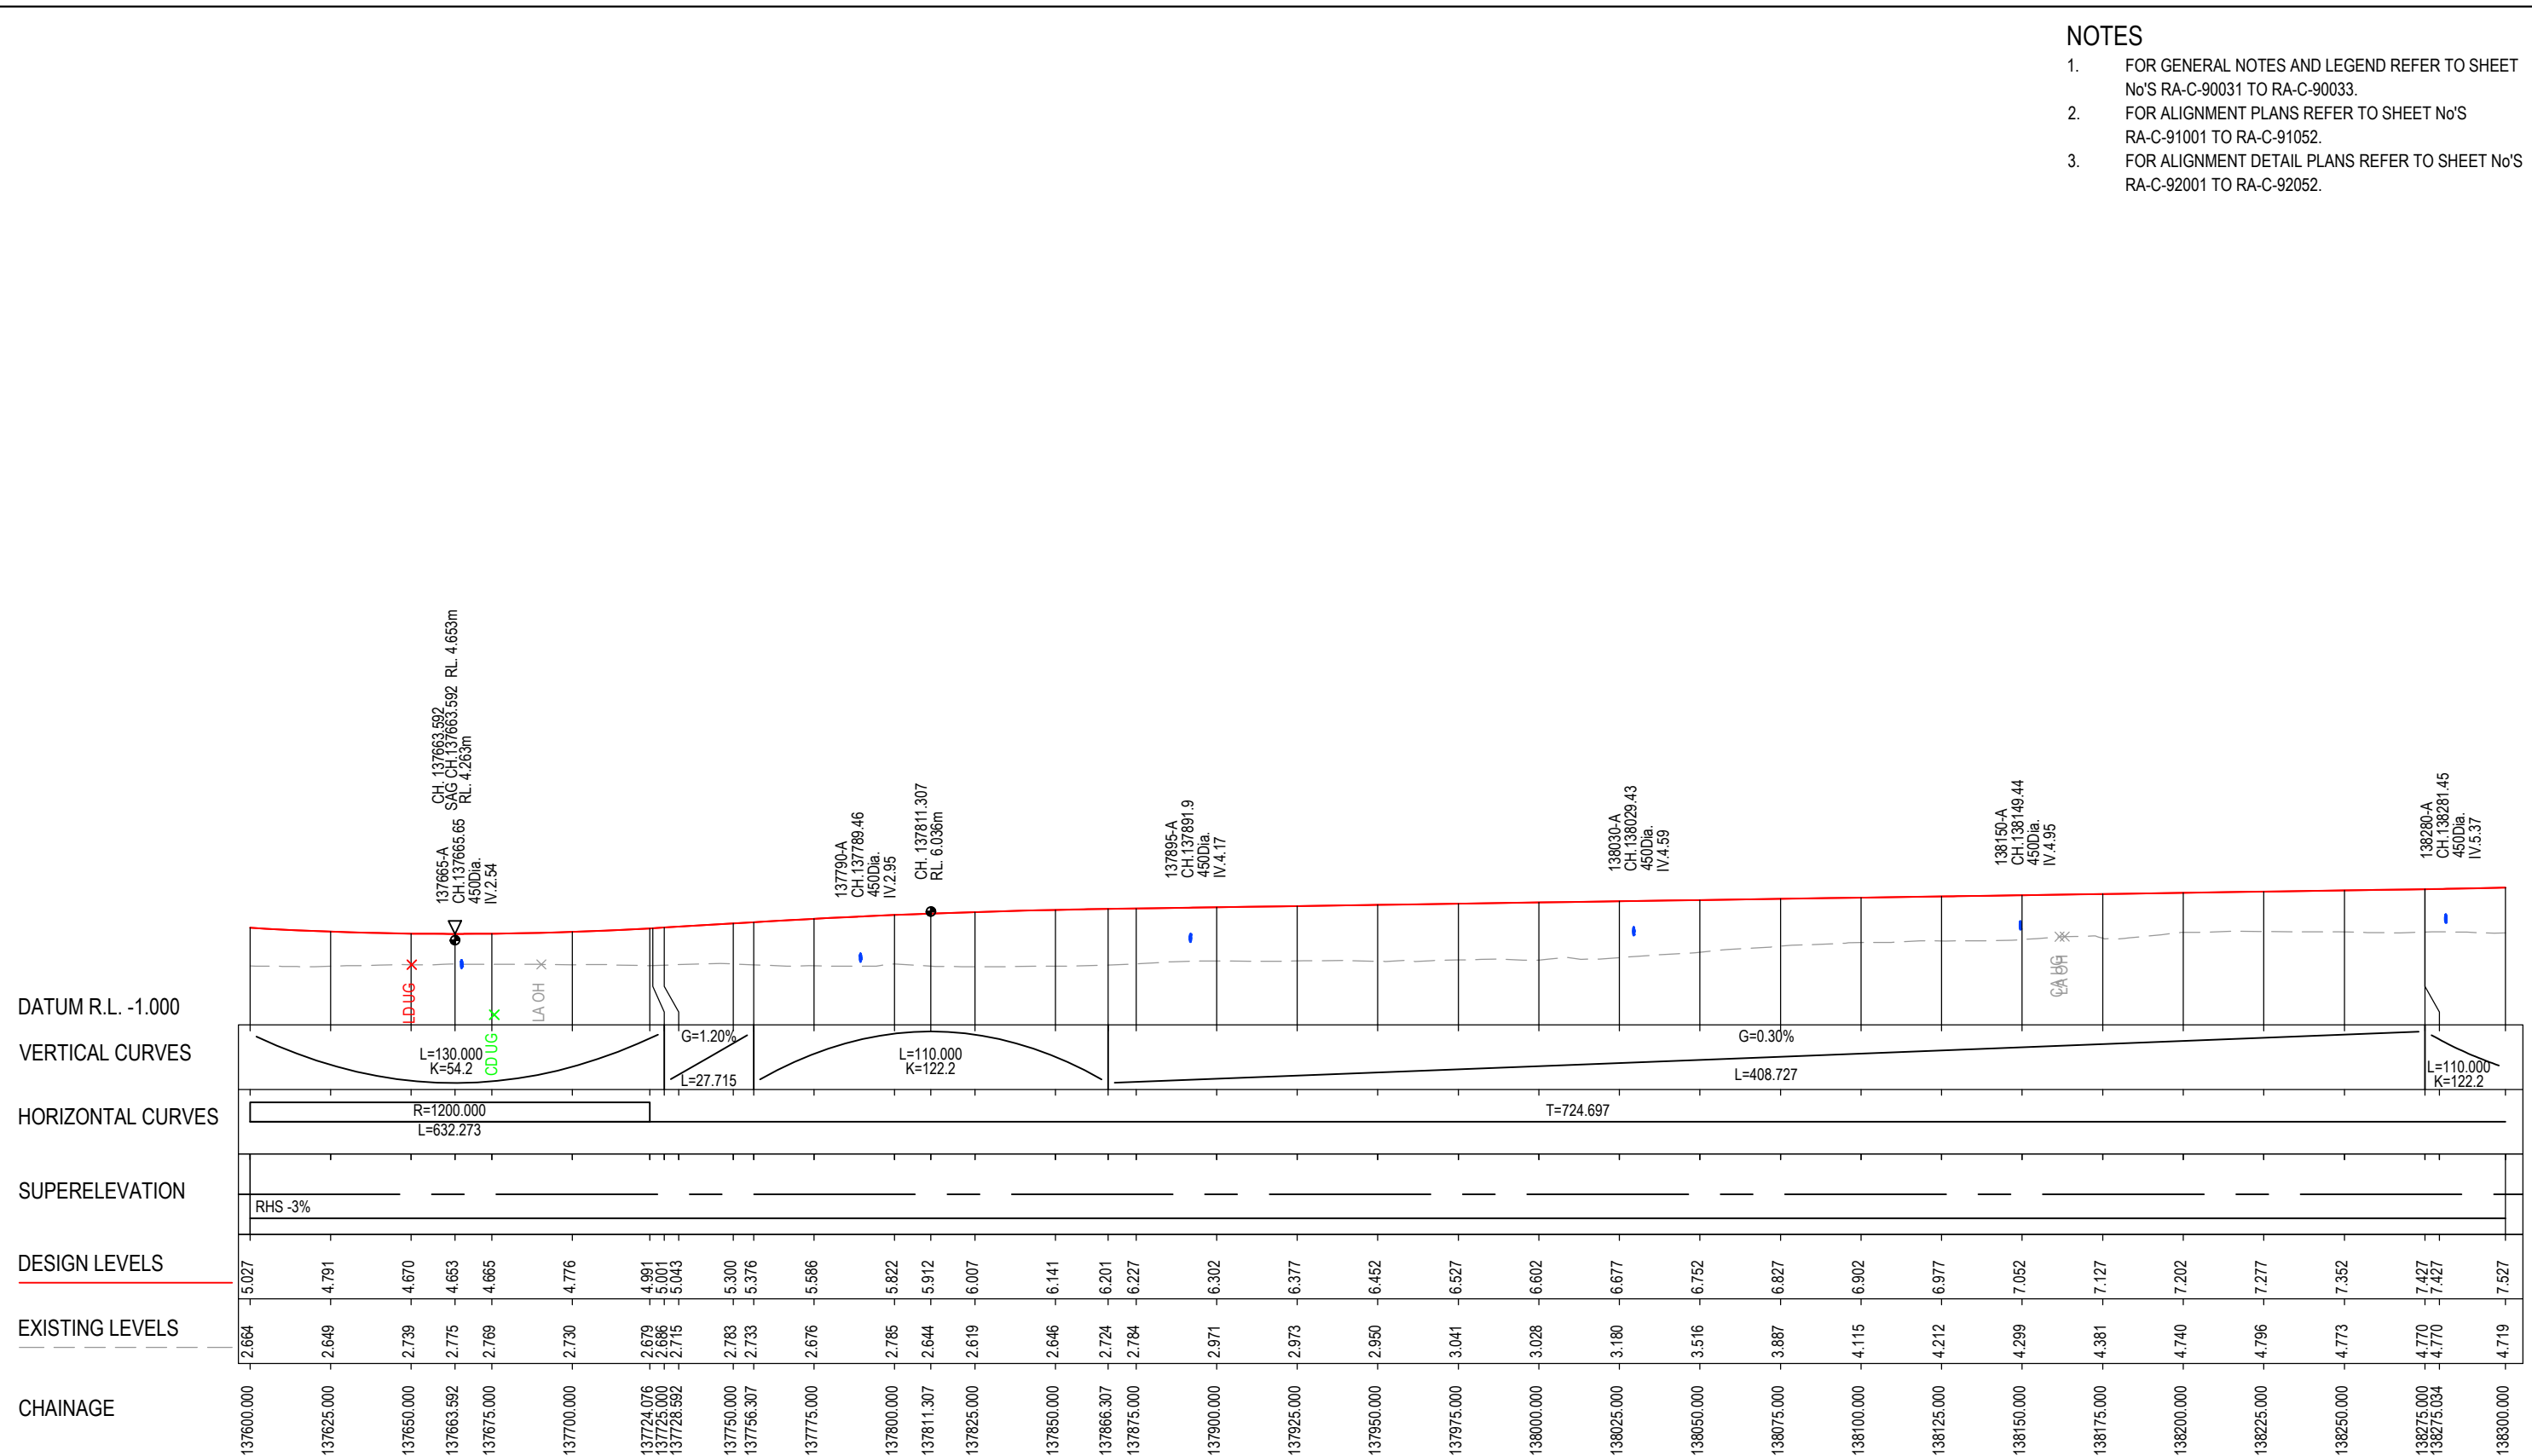 NOTES
1. FOR GENERAL NOTES AND LEGEND REFER TO SHEET
No'S RA-C-90031 TO RA-C-90033.
2. FOR ALIGNMENT PLANS REFER TO SHEET No'S
RA-C-91001 TO RA-C-91052.
3. FOR ALIGNMENT DETAIL PLANS REFER TO SHEET No'S
RA-C-92001 TO RA-C-92052.
CH. 137663.592
SAG CH.137663.592 RL. 4.653m
RL. 4.263m
137665-A
CH.137665.65
450Dia.
IV.2.54
137790-A
CH.137789.46
450Dia.
IV.2.95
CH. 137811.307
RL. 6.036m
137895-A
CH.137891.9
450Dia.
IV.4.17
138030-A
CH.138029.43
450Dia.
IV.4.59
138150-A
CH.138149.44
450Dia.
IV.4.95
138280-A
CH.138281.45
450Dia.
IV.5.37
LD UG
CD UG
LA OH
CA UG
LA OH
DATUM R.L. -1.000
VERTICAL CURVES
L=130.000
K=54.2
G=1.20%
L=27.715
L=110.000
K=122.2
G=0.30%
L=408.727
L=110.000
K=122.2
HORIZONTAL CURVES
R=1200.000
L=632.273
T=724.697
SUPERELEVATION
RHS -3%
DESIGN LEVELS
5.027 4.791 4.670 4.653 4.665 4.776 4.991 5.001 5.043 5.300 5.376 5.586 5.822 5.912 6.007 6.141 6.201 6.227 6.302 6.377 6.452 6.527 6.602 6.677 6.752 6.827 6.902 6.977 7.052 7.127 7.202 7.277 7.352 7.427 7.427 7.527
EXISTING LEVELS
2.664 2.649 2.739 2.775 2.769 2.730 2.679 2.686 2.715 2.783 2.733 2.676 2.785 2.644 2.619 2.646 2.724 2.784 2.971 2.973 2.950 3.041 3.028 3.180 3.516 3.887 4.115 4.212 4.299 4.381 4.740 4.796 4.773 4.770 4.770 4.719
CHAINAGE
137600.000 137625.000 137650.000 137663.592 137675.000 137700.000 137724.076 137725.000 137728.592 137750.000 137756.307 137775.000 137800.000 137811.307 137825.000 137850.000 137866.307 137875.000 137900.000 137925.000 137950.000 137975.000 138000.000 138025.000 138050.000 138075.000 138100.000 138125.000 138150.000 138175.000 138200.000 138225.000 138250.000 138275.000 138275.034 138300.000